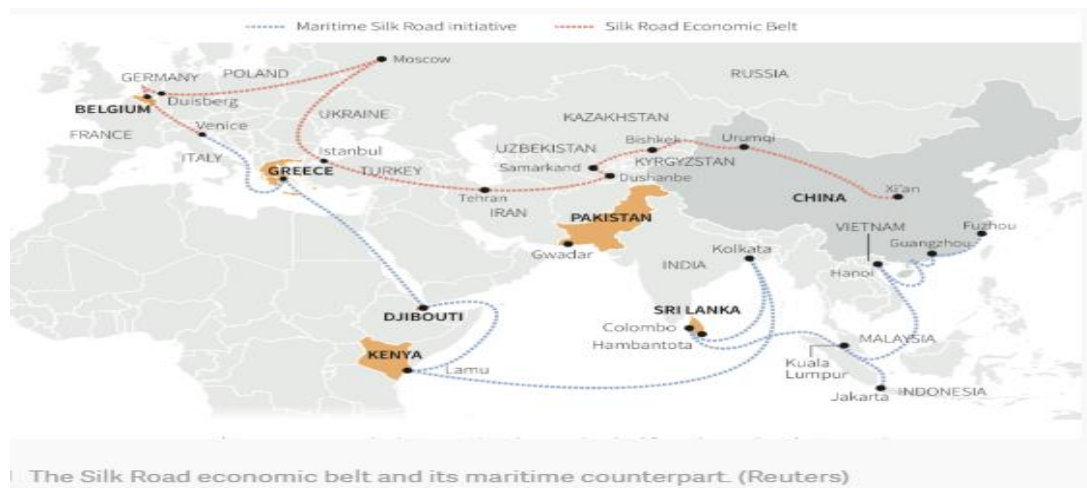 Maritime Silk Road initiative
Silk Road Economic Belt
Moscow
GERMANY
POLAND
RUSSIA
Duisberg
BELGIUM
UKRAINE
KAZAKHSTAN
FRANCE
Venice
Bishkek
Urumqi
ITALY
Istanbul
UZBEKISTAN
GREECE
TURKEY
Samarkand
KYRGYZSTAN
Dushanbe
Tehran
CHINA
Xi'an
IRAN
PAKISTAN
VIETNAM
Fuzhou
Gwadar
Kolkata
Guangzhou
INDIA
Hanoi
DJIBOUTI
SRI LANKA
Colombo
Hambantota
MALAYSIA
KENYA
Lamu
Kuala
Lumpur
Jakarta
INDONESIA
The Silk Road economic belt and its maritime counterpart. (Reuters)